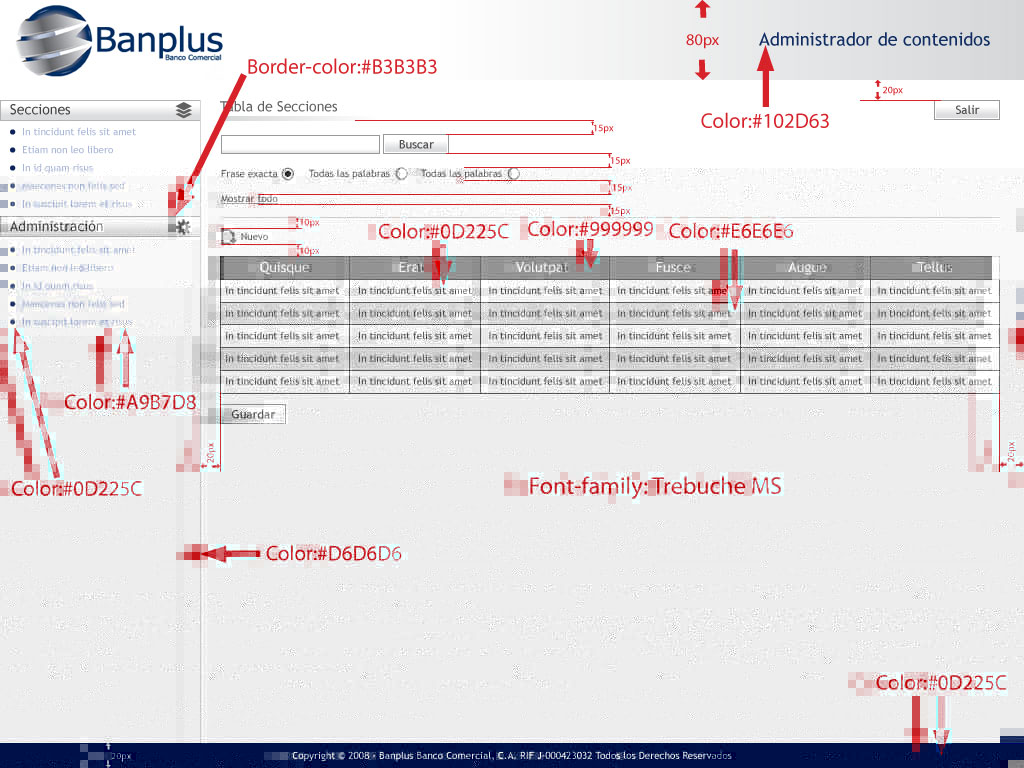 Banplus
Banco Comercial
80px
Administrador de contenidos
Border-color:#B3B3B3
20px
Color:#102D63
Salir
Secciones
In tincidunt felis sit amet
Etiam non leo libero
In id quam risus
Maecenas non felis sed
In suscipit lorem et risus
Administración
In tincidunt felis sit amet
Etiam non leo libero
In id quam risus
Maecenas non felis sed
In suscipit lorem et risus
Tabla de Secciones
15px
Buscar
15px
Frase exacta
Todas las palabras
Todas las palabras
15px
Mostrar todo
15px
10px
Nuevo
10px
Color:#0D225C
Color:#999999
Color:#E6E6E6
Quisque Erat Volutpat Fusce Augue Tellus
In tincidunt felis sit amet In tincidunt felis sit amet In tincidunt felis sit amet In tincidunt felis sit amet In tincidunt felis sit amet In tincidunt felis sit amet
In tincidunt felis sit amet In tincidunt felis sit amet In tincidunt felis sit amet In tincidunt felis sit amet In tincidunt felis sit amet In tincidunt felis sit amet
In tincidunt felis sit amet In tincidunt felis sit amet In tincidunt felis sit amet In tincidunt felis sit amet In tincidunt felis sit amet In tincidunt felis sit amet
In tincidunt felis sit amet In tincidunt felis sit amet In tincidunt felis sit amet In tincidunt felis sit amet In tincidunt felis sit amet In tincidunt felis sit amet
In tincidunt felis sit amet In tincidunt felis sit amet In tincidunt felis sit amet In tincidunt felis sit amet In tincidunt felis sit amet In tincidunt felis sit amet
Color:#A9B7D8
Guardar
20px
20px
Color:#0D225C
Font-family: Trebuche MS
Color:#D6D6D6
Color:#0D225C
20px
Copyright © 2008 - Banplus Banco Comercial, C.A. RIF J-000423032 Todos los Derechos Reservados